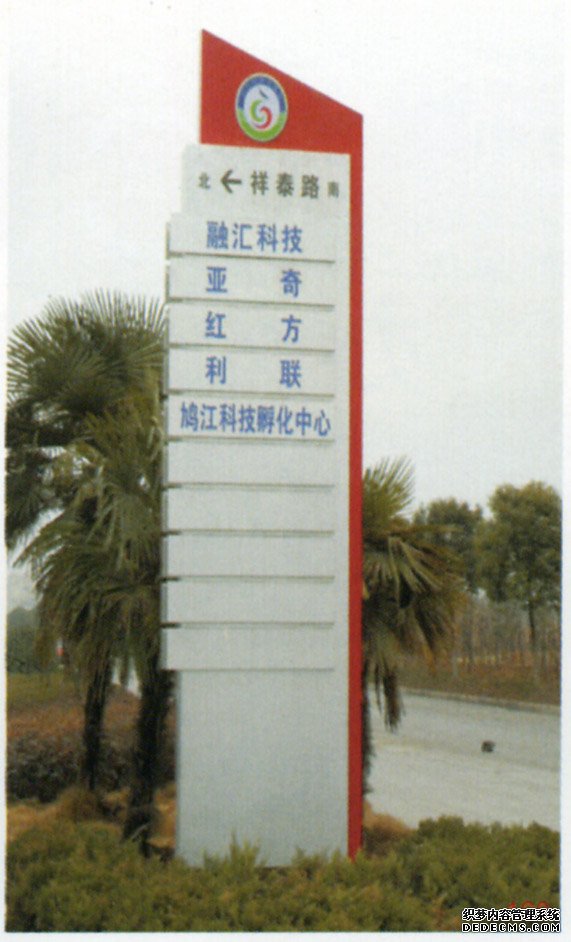 北 ← 祥泰路 南
融汇科技
亚 奇
红 方
利 联
鸠江科技孵化中心
织梦内容管理系统
DEDECMS.COM